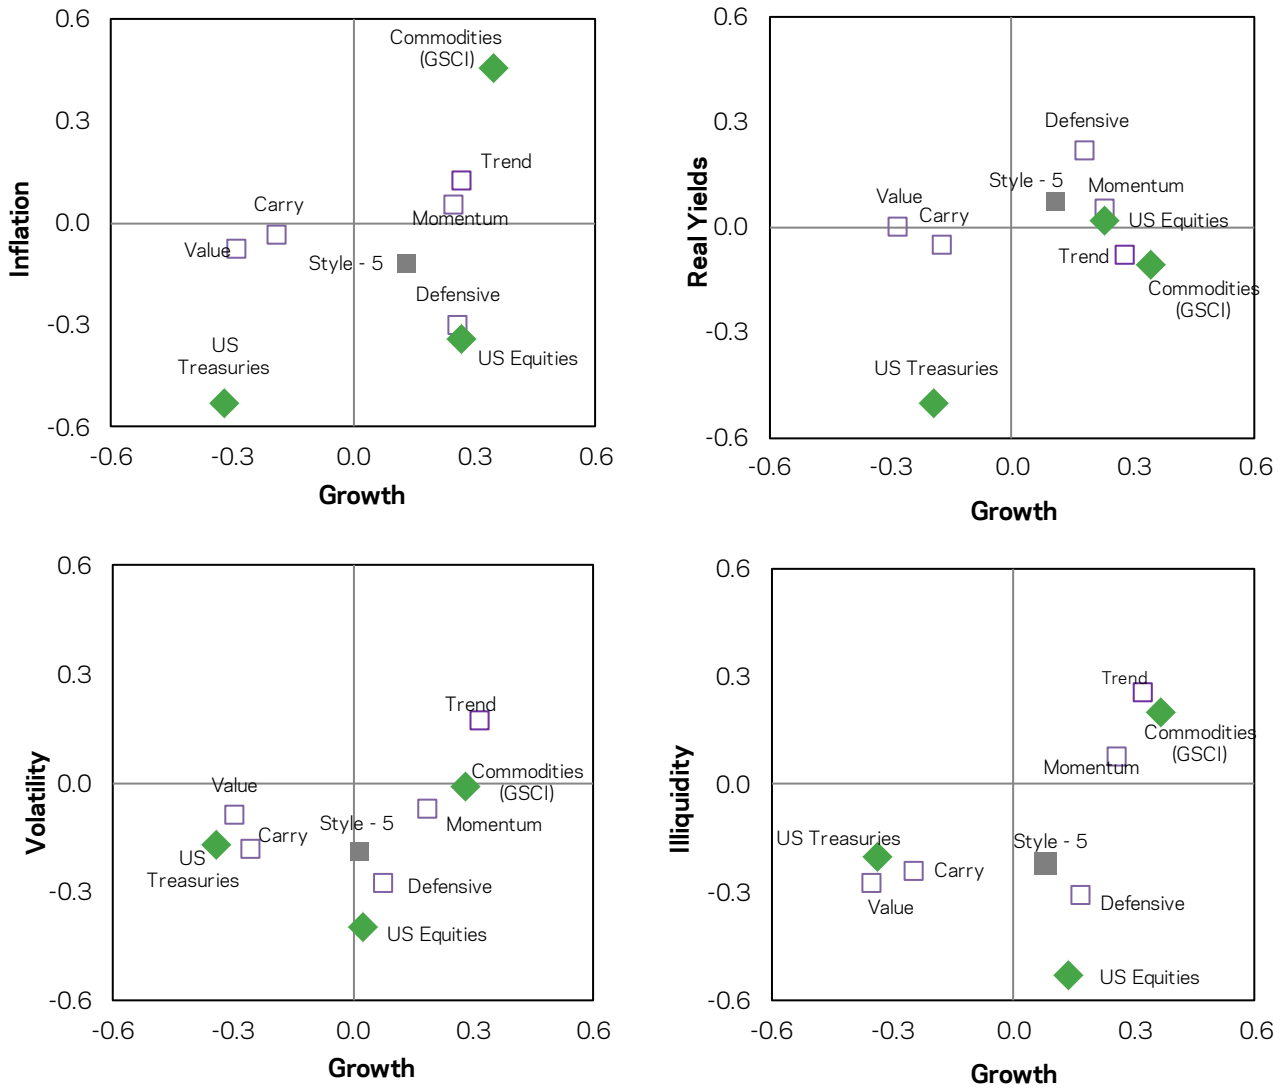 0.6
0.3
0.0
-0.3
-0.6
Inflation
Commodities
(GSCI)
Trend
Momentum
Carry
Value
Style - 5
Defensive
US Equities
US
Treasuries
-0.6
-0.3
0.0
0.3
0.6
Growth
0.6
0.3
0.0
-0.3
-0.6
Real Yields
Defensive
Style - 5
Momentum
Value
Carry
US Equities
Trend
Commodities
(GSCI)
US Treasuries
-0.6
-0.3
0.0
0.3
0.6
Growth
0.6
0.3
0.0
-0.3
-0.6
Volatility
Trend
Commodities
(GSCI)
Value
Style - 5
Momentum
Carry
US
Treasuries
Defensive
US Equities
-0.6
-0.3
0.0
0.3
0.6
Growth
0.6
0.3
0.0
-0.3
-0.6
Illiquidity
Trend
Commodities
(GSCI)
Momentum
US Treasuries
Style - 5
Carry
Value
Defensive
US Equities
-0.6
-0.3
0.0
0.3
0.6
Growth